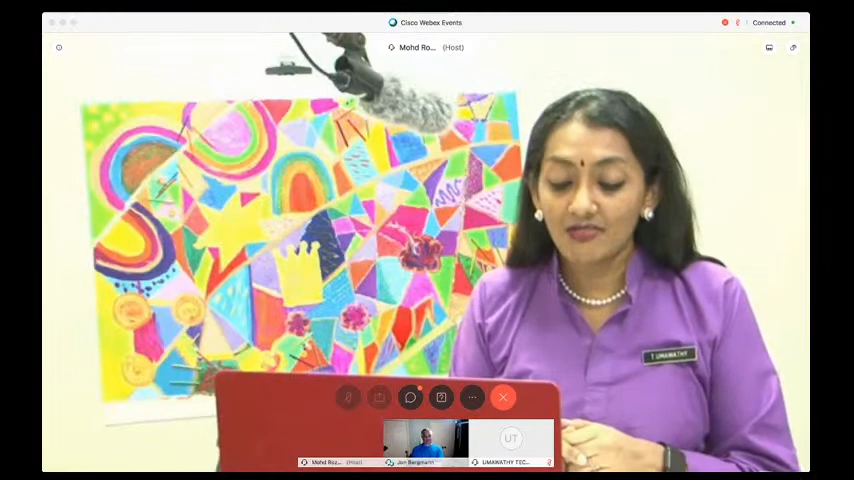 Cisco Webex Events
Connected
Mohd Ro... (Host)
T UMAWATHY
UT
Mohd Roz... (Host)
Jon Bergmann
UMAWATHY TEC...